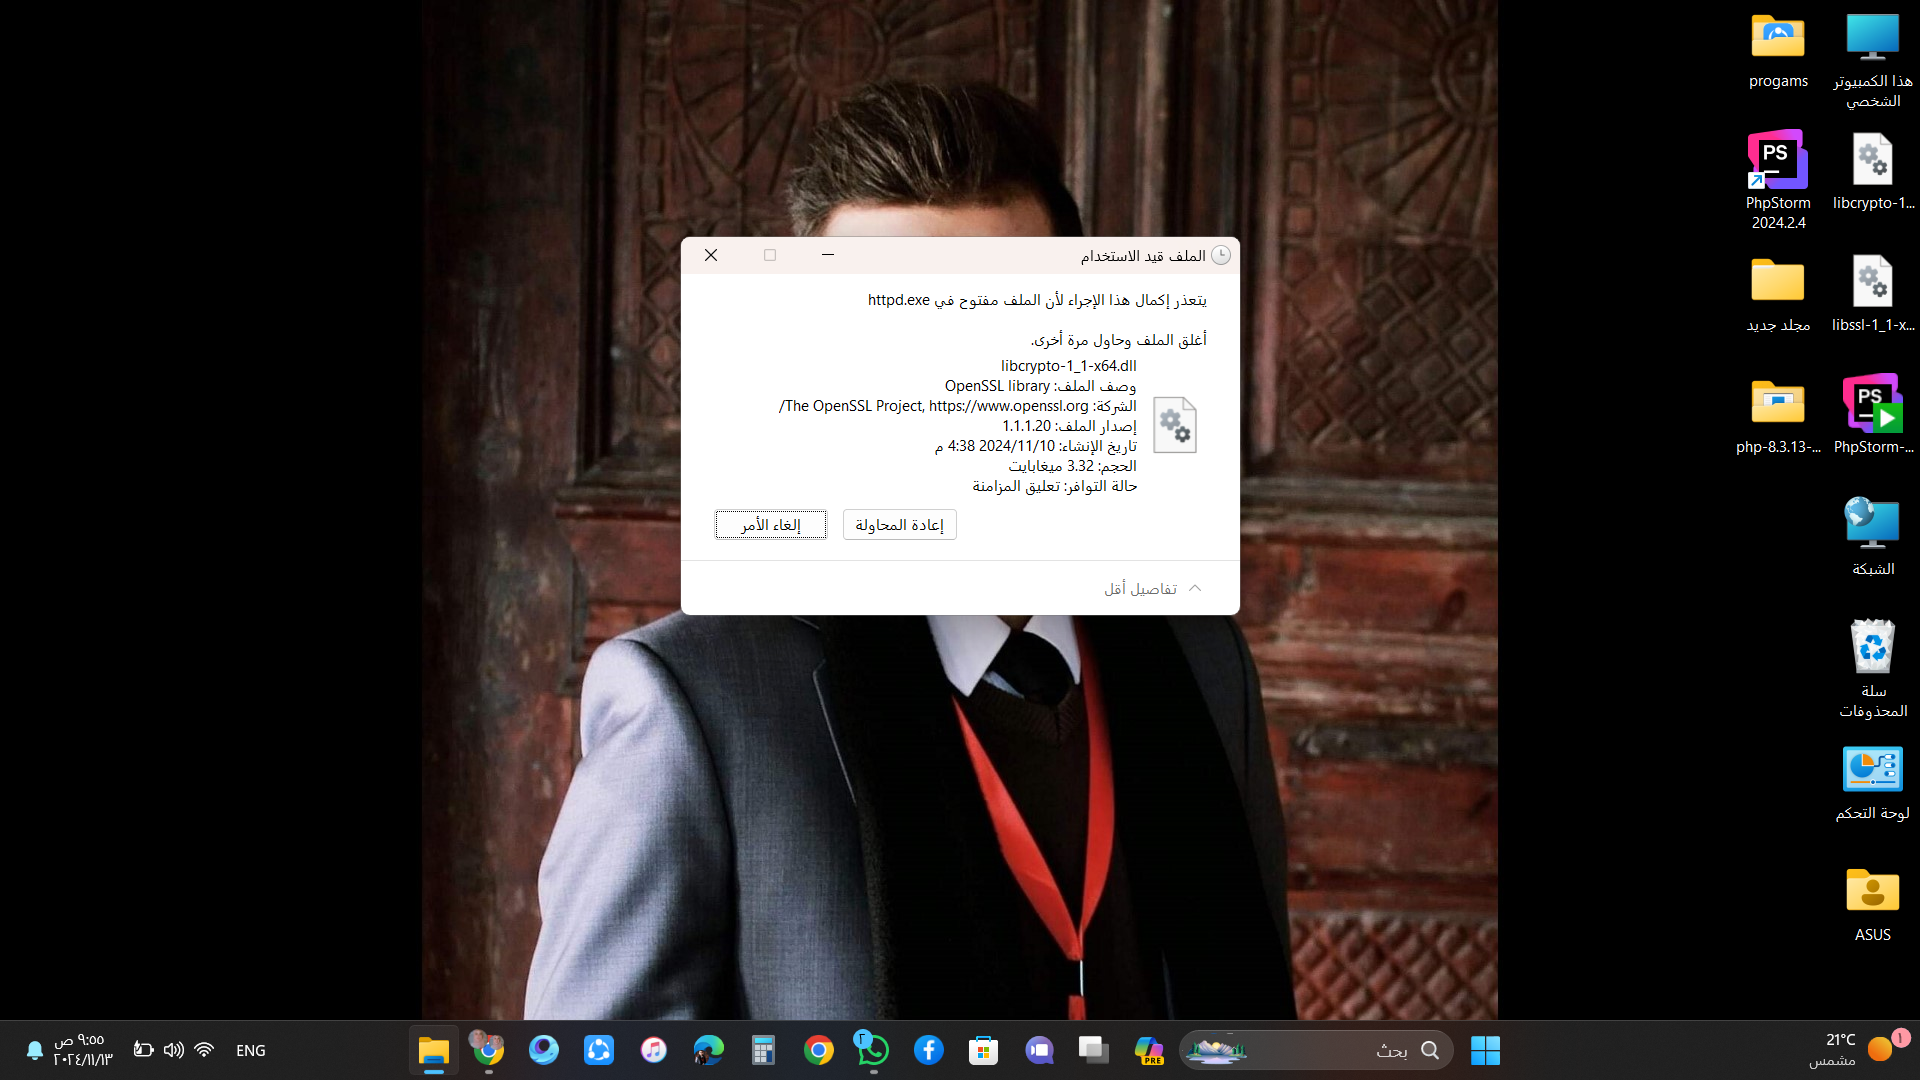 الملف قيد الاستخدام
يتعذر إكمال هذا الإجراء لأن الملف مفتوح في httpd.exe
أغلق الملف وحاول مرة أخرى.
libcrypto-1_1-x64.dll
وصف الملف: OpenSSL library
الشركة: The OpenSSL Project, https://www.openssl.org/
إصدار الملف: 1.1.1.20
تاريخ الإنشاء: 2024/11/10 4:38 م
الحجم: 3.32 ميغابايت
حالة التوافر: تعليق المزامنة
إعادة المحاولة
إلغاء الأمر
تفاصيل أقل
هذا الكمبيوتر
الشخصي
libcrypto-1...
libssl-1_1-x...
PS
PhpStorm-...
الشبكة
سلة
المحذوفات
لوحة التحكم
ASUS
progams
PS
PhpStorm
2024.2.4
مجلد جديد
php-8.3.13-...
١
21°C
مشمس
بحث
PRE
٢
ENG
٩:٥٥ ص
٢٠٢٤/١١/١٣